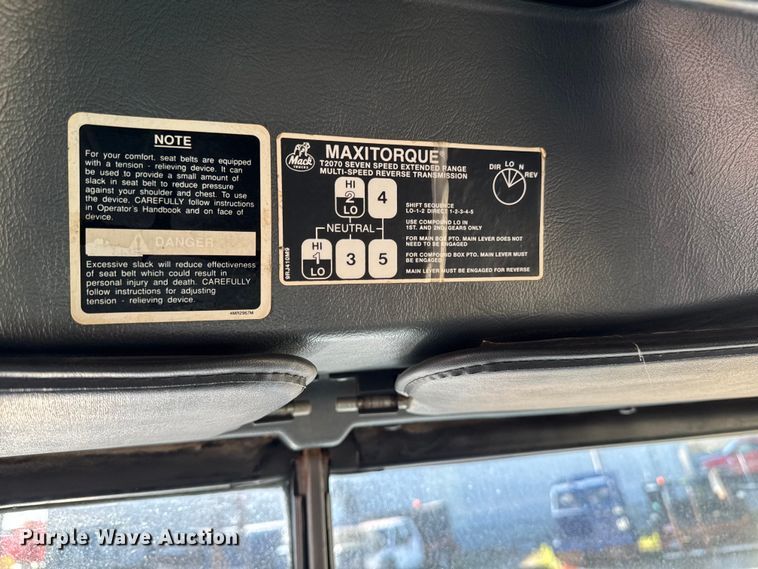 NOTE
For your comfort, seat belts are equipped
with a tension - relieving device. It can
be used to provide a small amount of
slack in seat belt to reduce pressure
against your shoulder and chest. To use
the device, CAREFULLY follow instructions
in Operator's Handbook and on face of
device.
DANGER
Excessive slack will reduce effectiveness
of seat belt which could result in
personal injury and death. CAREFULLY
follow instructions for adjusting
tension - relieving device.
4MR2967M
Mack
TRUCKS
MAXITORQUE
T2070 SEVEN SPEED EXTENDED RANGE
MULTI-SPEED REVERSE TRANSMISSION
DIR LO N REV
HI
2
LO
4
NEUTRAL
HI
1
LO
3
5
SHIFT SEQUENCE
LO-1-2 DIRECT 1-2-3-4-5
USE COMPOUND LO IN
1ST. AND 2ND. GEARS ONLY
FOR MAIN BOX PTO. MAIN LEVER DOES NOT
NEED TO BE ENGAGED
FOR COMPOUND BOX PTO. MAIN LEVER MUST
BE ENGAGED
MAIN LEVER MUST BE ENGAGED FOR REVERSE
9RJ410M9
Purple Wave Auction